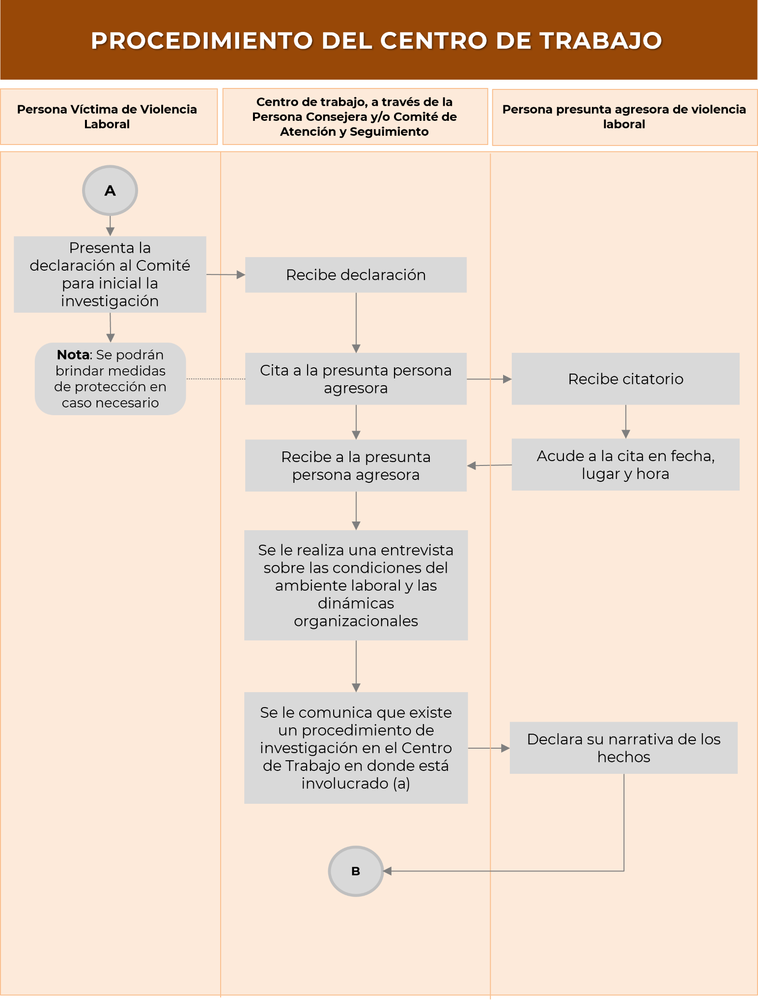 PROCEDIMIENTO DEL CENTRO DE TRABAJO
Persona Víctima de Violencia
Laboral
Centro de trabajo, a través de la
Persona Consejera y/o Comité de
Atención y Seguimiento
Persona presunta agresora de violencia
laboral
A
Presenta la
declaración al Comité
para inicial la
investigación
Recibe declaración
Nota: Se podrán
brindar medidas
de protección en
caso necesario
Cita a la presunta persona
agresora
Recibe citatorio
Recibe a la presunta
persona agresora
Acude a la cita en fecha,
lugar y hora
Se le realiza una entrevista
sobre las condiciones del
ambiente laboral y las
dinámicas
organizacionales
Se le comunica que existe
un procedimiento de
investigación en el Centro
de Trabajo en donde está
involucrado (a)
Declara su narrativa de los
hechos
B